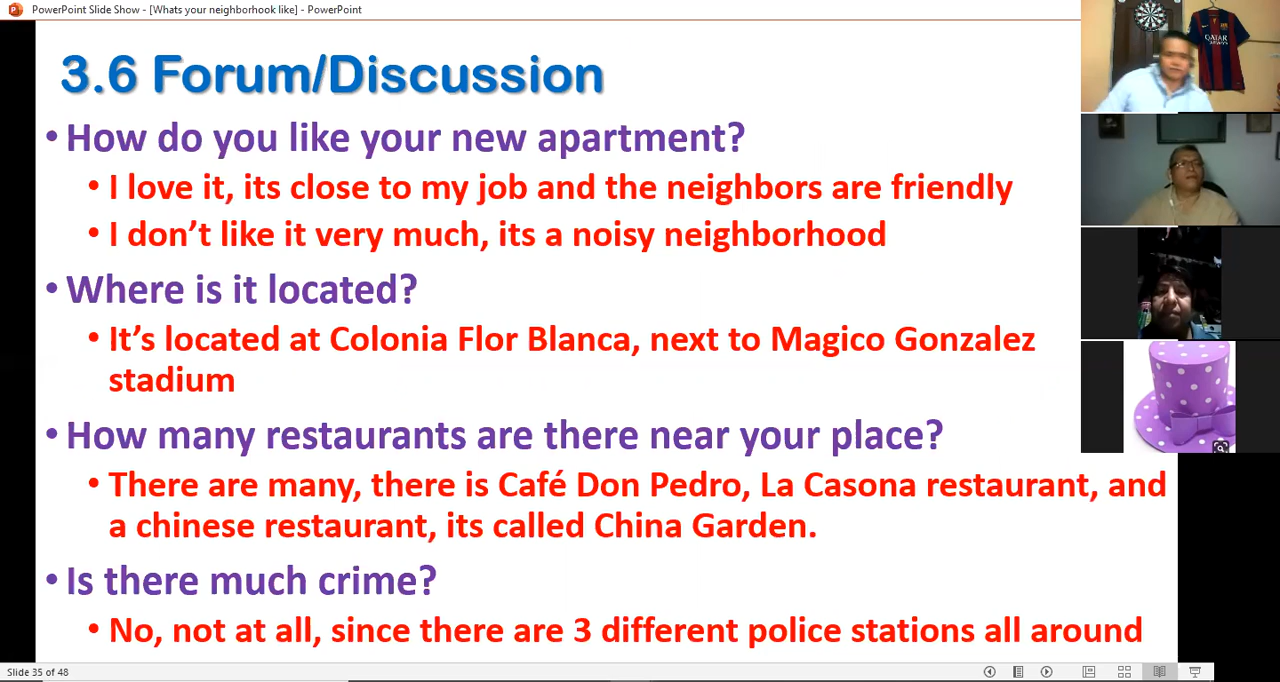 PowerPoint Slide Show - [Whats your neighborhook like] - PowerPoint
3.6 Forum/Discussion
• How do you like your new apartment?
• I love it, its close to my job and the neighbors are friendly
• I don't like it very much, its a noisy neighborhood
• Where is it located?
• It's located at Colonia Flor Blanca, next to Magico Gonzalez
stadium
• How many restaurants are there near your place?
• There are many, there is Café Don Pedro, La Casona restaurant, and
a chinese restaurant, its called China Garden.
• Is there much crime?
• No, not at all, since there are 3 different police stations all around
Slide 35 of 48
QATAR
AIRWAYS